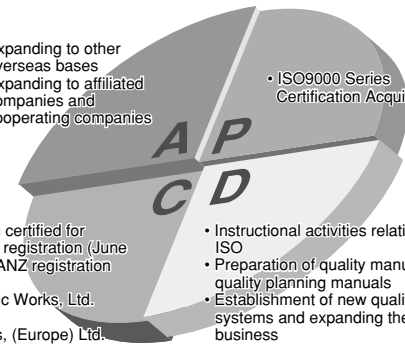 xpanding to other
verseas bases
xpanding to affiliated
ompanies and
ooperating companies
• ISO9000 Series
Certification Acqui
A P
C D
certified for
registration (June
ANZ registration
ic Works, Ltd.
s, (Europe) Ltd.
• Instructional activities relati
ISO
• Preparation of quality manu
quality planning manuals
• Establishment of new quali
systems and expanding the
business